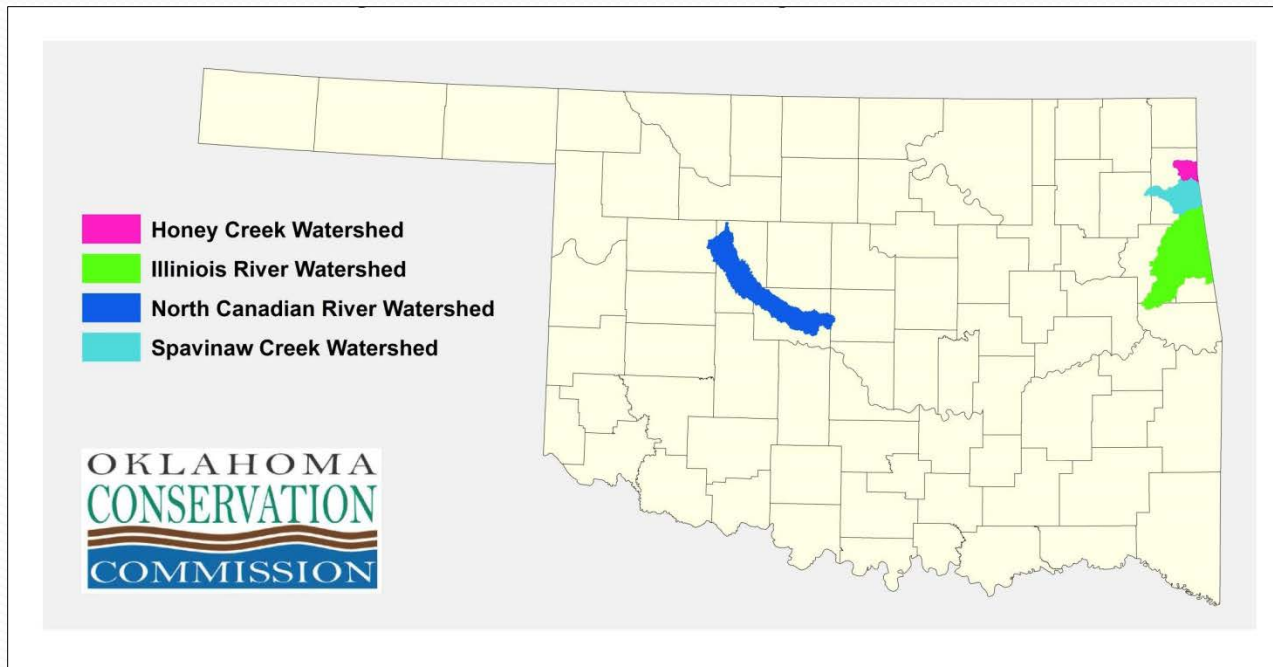 Honey Creek Watershed
Illiniois River Watershed
North Canadian River Watershed
Spavinaw Creek Watershed
OKLAHOMA
CONSERVATION
COMMISSION